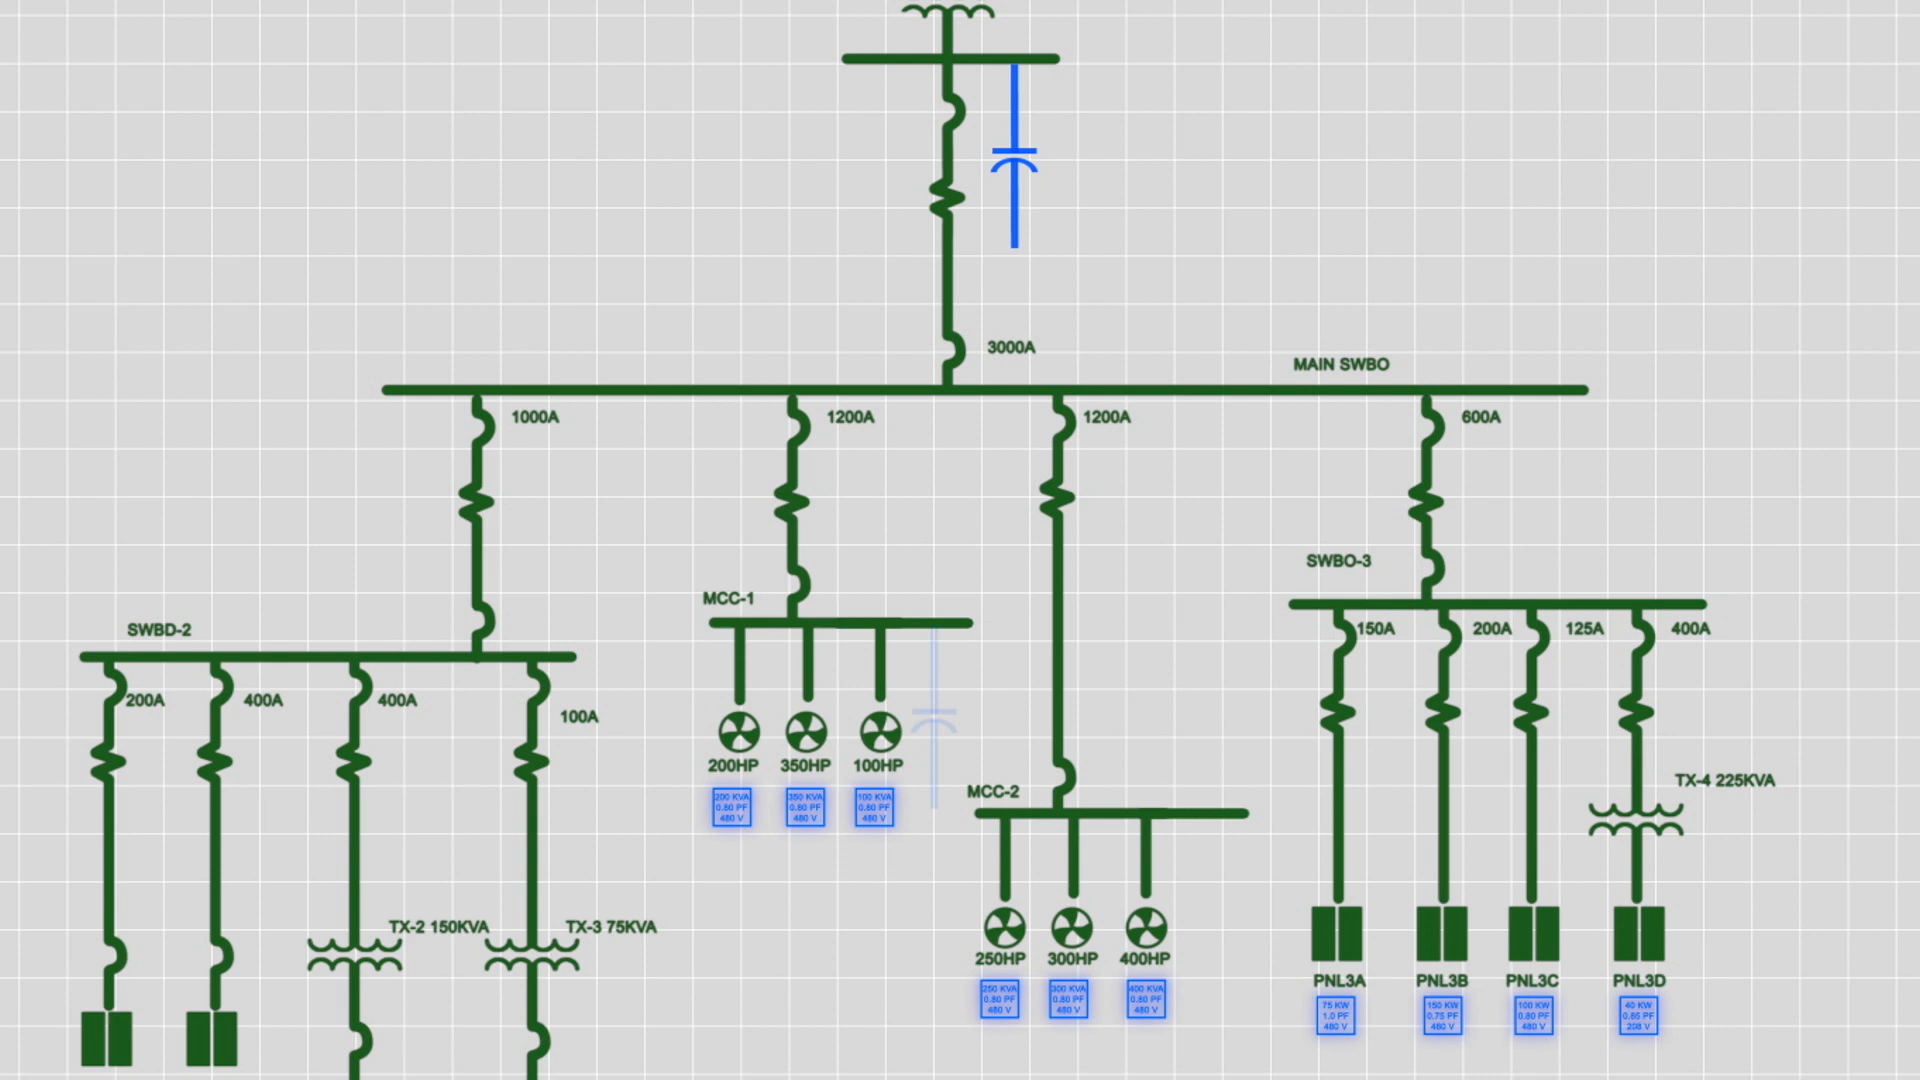 3000A
MAIN SWBO
1000A
1200A
1200A
600A
SWBO-3
MCC-1
SWBD-2
150A
200A
125A
400A
200A
400A
400A
100A
200HP
350HP
100HP
200 KVA
0.80 PF
480 V
350 KVA
0.80 PF
480 V
100 KVA
0.80 PF
480 V
TX-4 225KVA
MCC-2
TX-2 150KVA
TX-3 75KVA
250HP
300HP
400HP
250 KVA
0.80 PF
480 V
300 KVA
0.80 PF
480 V
400 KVA
0.80 PF
480 V
PNL3A
PNL3B
PNL3C
PNL3D
75 KW
1.0 PF
480 V
150 KW
0.75 PF
480 V
100 KW
0.80 PF
480 V
40 KW
0.85 PF
208 V